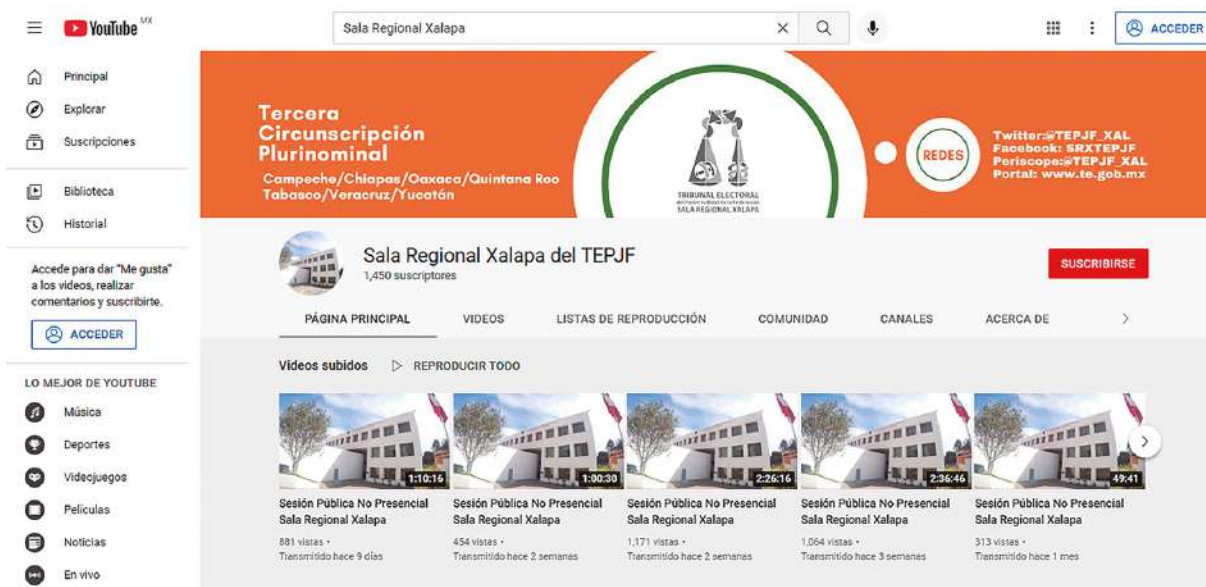 YouTube MX
Sala Regional Xalapa
ACCEDER
Principal
Explorar
Suscripciones
Biblioteca
Historial
Accede para dar "Me gusta"
a los videos, realizar
comentarios y suscribirte.
ACCEDER
LO MEJOR DE YOUTUBE
Música
Deportes
Videojuegos
Películas
Noticias
En vivo
Tercera
Circunscripción
Plurinominal
Campeche/Chiapas/Oaxaca/Quintana Roo
Tabasco/Veracruz/Yucatán
TRIBUNAL ELECTORAL
del Poder Judicial de la Federación
SALA REGIONAL XALAPA
REDES
Twitter:@TEPJF_XAL
Facebook: SRXTEPJF
Periscope:@TEPJF_XAL
Portal: www.te.gob.mx
Sala Regional Xalapa del TEPJF
1,450 suscriptores
SUSCRIBIRSE
PÁGINA PRINCIPAL VIDEOS LISTAS DE REPRODUCCIÓN COMUNIDAD CANALES ACERCA DE
Videos subidos REPRODUCIR TODO
1:10:16
Sesión Pública No Presencial
Sala Regional Xalapa
881 vistas •
Transmitido hace 9 días
1:00:30
Sesión Pública No Presencial
Sala Regional Xalapa
454 vistas •
Transmitido hace 2 semanas
2:26:16
Sesión Pública No Presencial
Sala Regional Xalapa
1,171 vistas •
Transmitido hace 2 semanas
2:36:46
Sesión Pública No Presencial
Sala Regional Xalapa
1,064 vistas •
Transmitido hace 3 semanas
49:41
Sesión Pública No Presencial
Sala Regional Xalapa
313 vistas •
Transmitido hace 1 mes